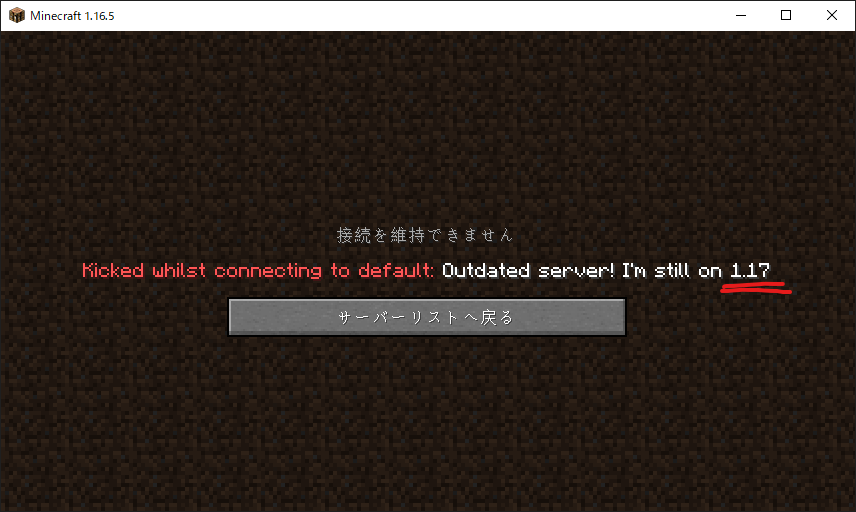 Minecraft 1.16.5
接続を維持できません
Kicked whilst connecting to default: Outdated server! I'm still on 1.17
サーバーリストへ戻る